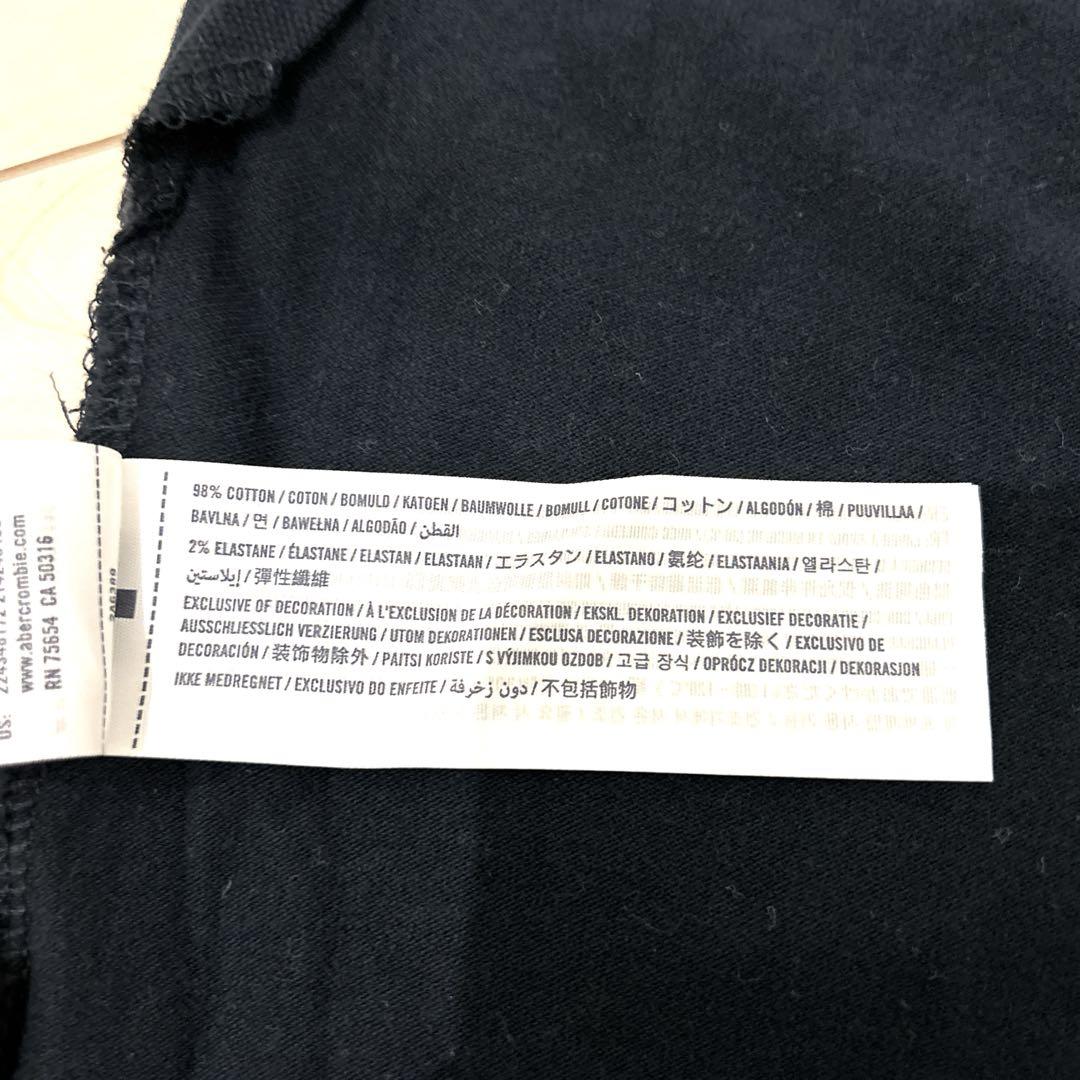 98% COTTON / COTON / BOMULD / KATOEN / BAUMWOLLE / BOMULL / COTONE / コットン / ALGODÓN / 棉 / PUUVILLAA /
BAVLNA / 면 / BAWEŁNA / ALGODÃO / القطن
2% ELASTANE / ÉLASTANE / ELASTAN / ELASTAAN / エラスタン / ELASTANO / 氨纶 / ELASTAANIA / 엘라스탄 /
إيلاستين / 彈性纖維
EXCLUSIVE OF DECORATION / À L'EXCLUSION DE LA DÉCORATION / EKSKL. DEKORATION / EXCLUSIEF DECORATIE /
AUSSCHLIESSLICH VERZIERUNG / UTOM DEKORATIONEN / ESCLUSA DECORAZIONE / 装飾を除く / EXCLUSIVO DE
DECORACIÓN / 装饰物除外 / PAITSI KORISTE / S VÝJIMKOU OZDOB / 고급 장식 / OPRÓCZ DEKORACJI / DEKORASJON
IKKE MEDREGNET / EXCLUSIVO DO ENFEITE / دون زخرفة / 不包括飾物
US:
www.abercrombie.com
RN 75654 CA 50316